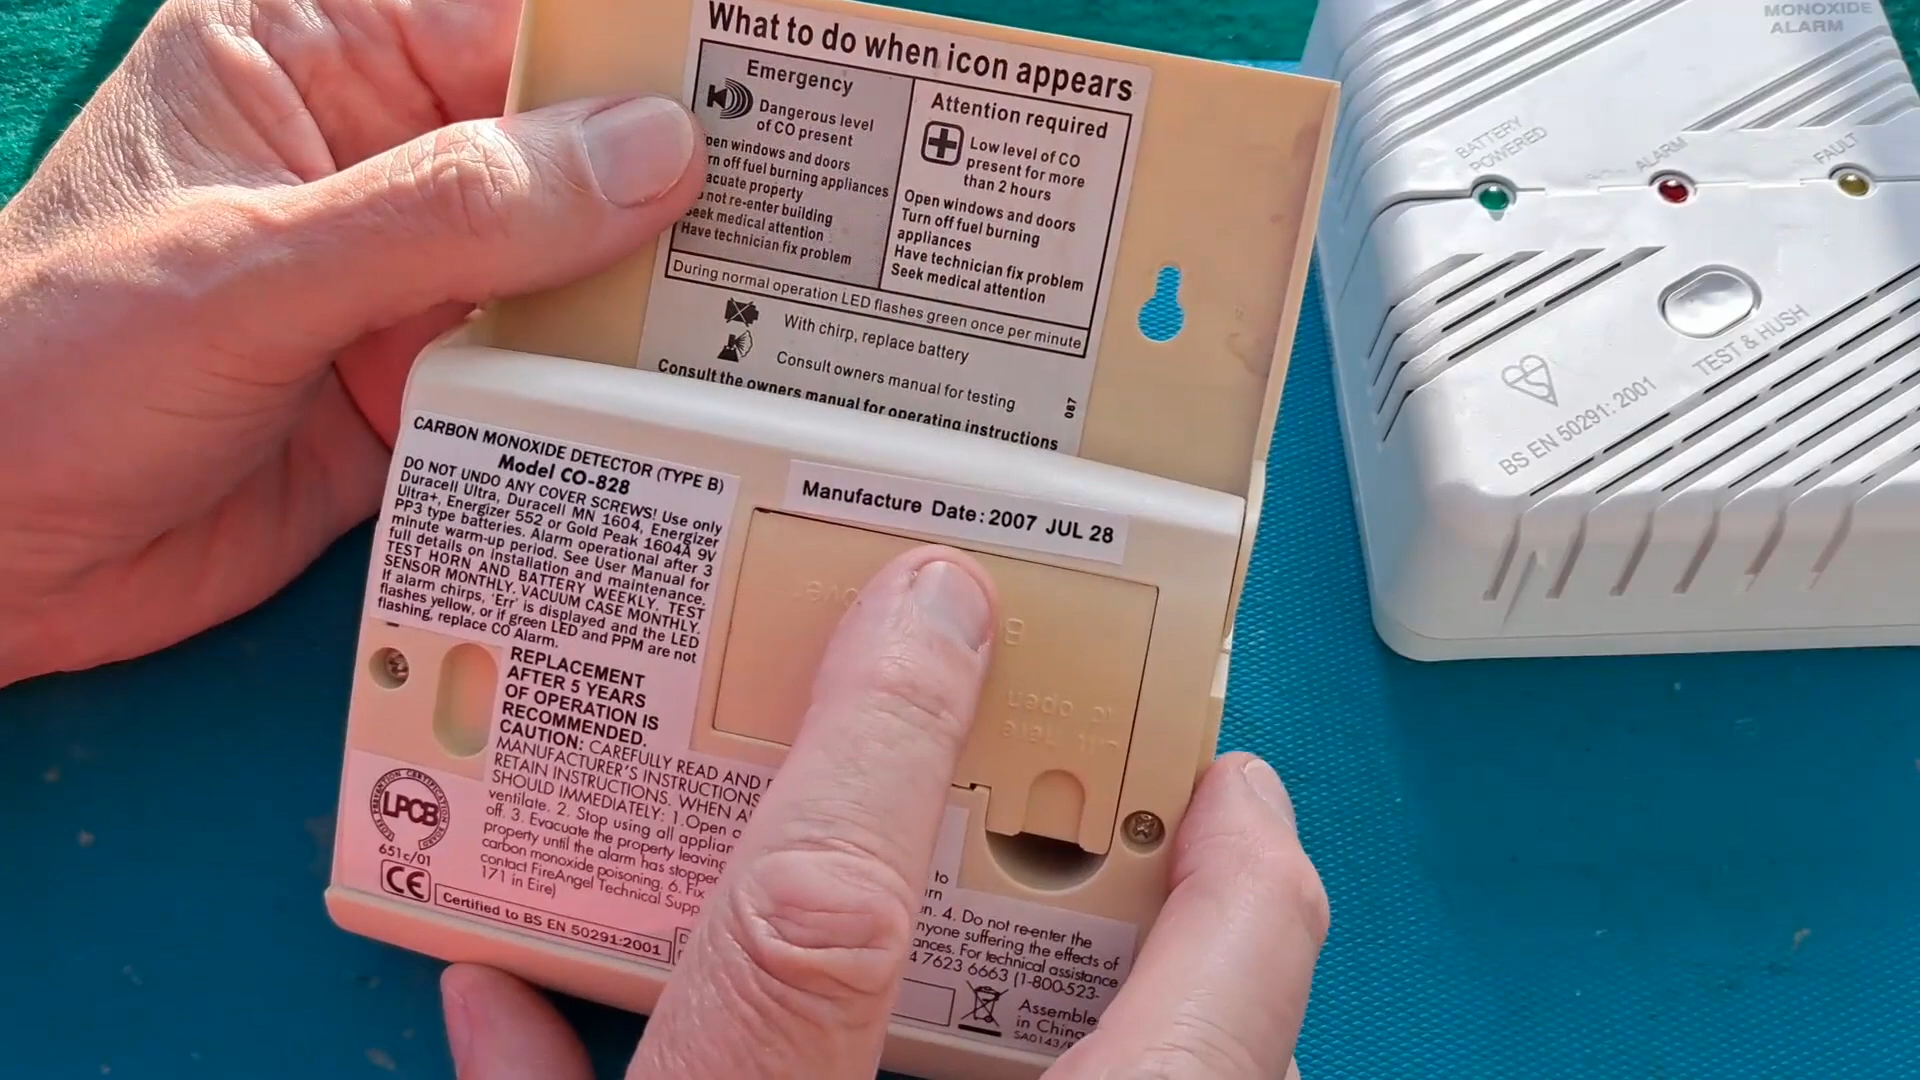 What to do when icon appears
Emergency
Dangerous level
of CO present
windows and doors
off fuel burning appliances
property
not re-enter building
Seek medical attention
Have technician fix problem
Attention required
Low level of CO
present for more
than 2 hours
Open windows and doors
Turn off fuel burning
appliances
Have technician fix problem
Seek medical attention
During normal operation LED flashes green once per minute
With chirp, replace battery
Consult owners manual for testing
Consult the owners manual for operating instructions
087
CARBON MONOXIDE DETECTOR (TYPE B)
Model CO-828
DO NOT UNDO ANY COVER SCREWS! Use only
Duracell Ultra, Duracell MN 1604, Energizer
Ultra+, Energizer 552 or Gold Peak 1604A 9V
PP3 type batteries. Alarm operational after 3
minute warm-up period. See User Manual for
full details on installation and maintenance.
TEST HORN AND BATTERY WEEKLY. TEST
SENSOR MONTHLY. VACUUM CASE MONTHLY.
If alarm chirps, 'Err' is displayed and the LED
flashes yellow, or if green LED and PPM are not
flashing, replace CO Alarm.
REPLACEMENT
AFTER 5 YEARS
OF OPERATION IS
RECOMMENDED.
CAUTION: CAREFULLY READ AND
MANUFACTURER'S INSTRUCTIONS
RETAIN INSTRUCTIONS. WHEN
SHOULD IMMEDIATELY: 1.Open
ventilate. 2. Stop using all
off. 3. Evacuate the property leaving
property until the alarm has stopped
carbon monoxide poisoning. 6. Fix
contact FireAngel Technical
171 in Eire)
Manufacture Date: 2007 JUL 28
to open
Lift here
to
4. Do not re-enter the
suffering the effects of
For technical assistance
7623 6663 (1-800-523-
LPCB
651c/01
CE
Certified to BS EN 50291:2001
in China
MONOXIDE
ALARM
BATTERY
POWERED
ALARM
FAULT
TEST & HUSH
BS EN 50291: 2001